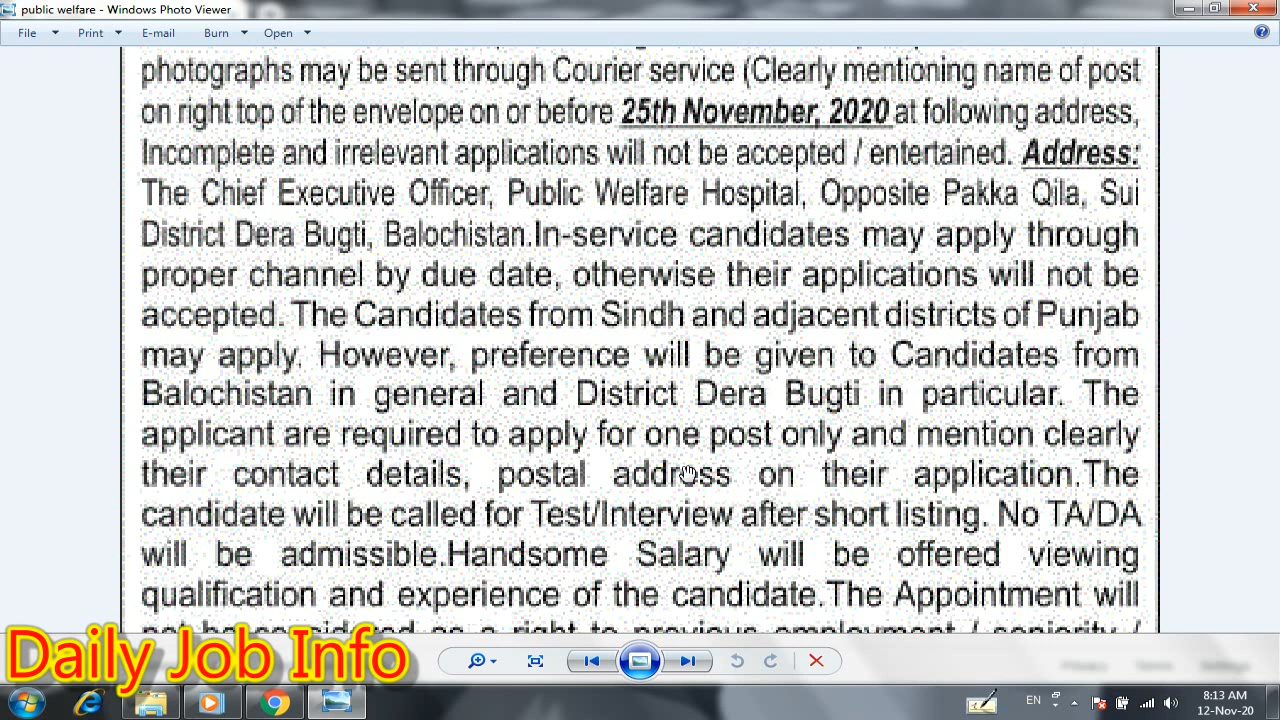 public welfare - Windows Photo Viewer
File Print E-mail Burn Open
photographs may be sent through Courier service (Clearly mentioning name of post
on right top of the envelope on or before 25th November, 2020 at following address,
Incomplete and irrelevant applications will not be accepted / entertained. Address:
The Chief Executive Officer, Public Welfare Hospital, Opposite Pakka Qila, Sui
District Dera Bugti, Balochistan.In-service candidates may apply through
proper channel by due date, otherwise their applications will not be
accepted. The Candidates from Sindh and adjacent districts of Punjab
may apply. However, preference will be given to Candidates from
Balochistan in general and District Dera Bugti in particular. The
applicant are required to apply for one post only and mention clearly
their contact details, postal address on their application.The
candidate will be called for Test/Interview after short listing. No TA/DA
will be admissible.Handsome Salary will be offered viewing
qualification and experience of the candidate.The Appointment will
not be considered as a right to previous employment / seniority /
Daily Job Info
EN
8:13 AM
12-Nov-20